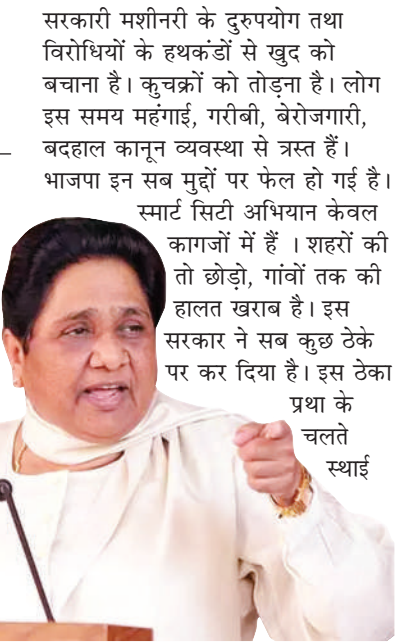 सरकारी मशीनरी के दुरुपयोग तथा
विरोधियों के हथकंडों से खुद को
बचाना है। कुचक्रों को तोड़ना है। लोग
इस समय महंगाई, गरीबी, बेरोजगारी,
बदहाल कानून व्यवस्था से त्रस्त हैं।
भाजपा इन सब मुद्दों पर फेल हो गई है।
स्मार्ट सिटी अभियान केवल
कागजों में हैं । शहरों की
तो छोड़ो, गांवों तक की
हालत खराब है। इस
सरकार ने सब कुछ ठेके
पर कर दिया है। इस ठेका
प्रथा के
चलते
स्थाई